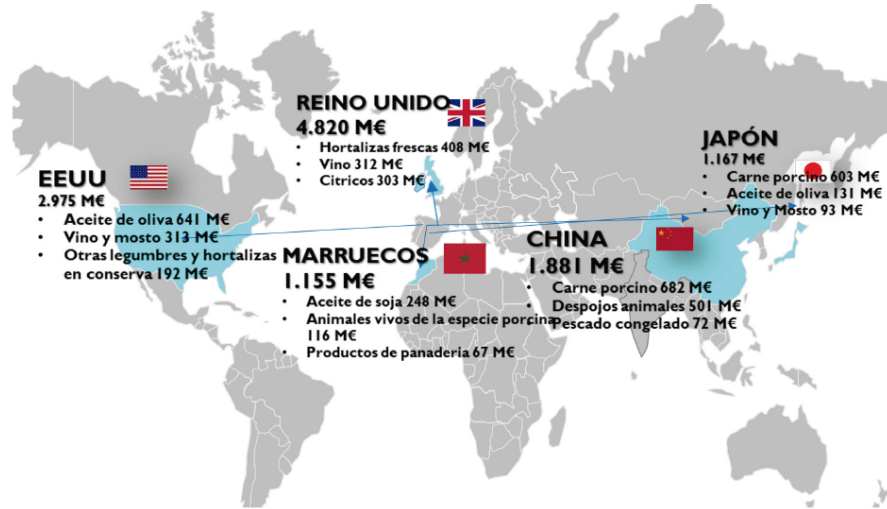 REINO UNIDO
4.820 M€
• Hortalizas frescas 408 M€
• Vino 312 M€
• Citricos 303 M€
JAPÓN
1.167 M€
• Carne porcino 603 M€
• Aceite de oliva 131 M€
• Vino y Mosto 93 M€
EEUU
2.975 M€
• Aceite de oliva 641 M€
• Vino y mosto 313 M€
• Otras legumbres y hortalizas
en conserva 192 M€
MARRUECOS
1.155 M€
• Aceite de soja 248 M€
• Animales vivos de la especie porcina
116 M€
• Productos de panaderia 67 M€
CHINA
1.881 M€
• Carne porcino 682 M€
• Despojos animales 501 M€
• Pescado congelado 72 M€